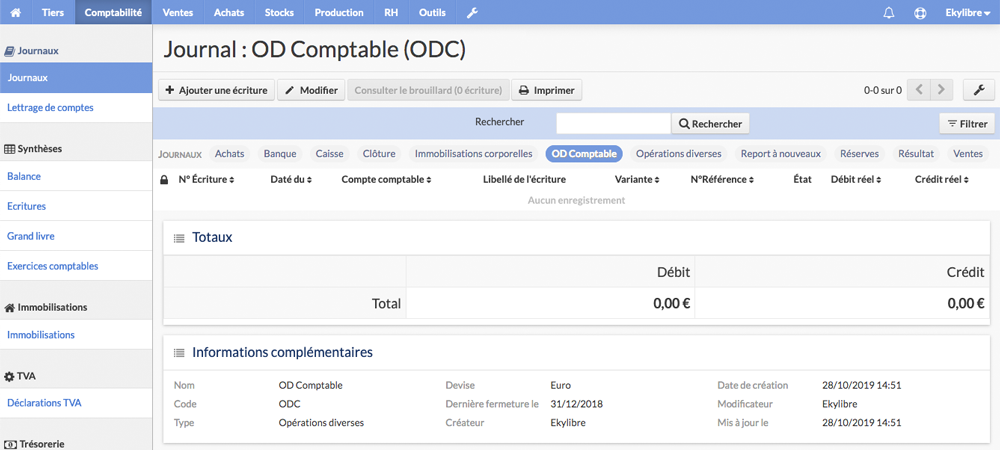 Tiers Comptabilité Ventes Achats Stocks Production RH Outils Ekylibre
Journaux
Journaux
Lettrage de comptes
Synthèses
Balance
Ecritures
Grand livre
Exercices comptables
Immobilisations
Immobilisations
TVA
Déclarations TVA
Trésorerie
Journal : OD Comptable (ODC)
Ajouter une écriture Modifier Consulter le brouillard (0 écriture) Imprimer 0-0 sur 0
Rechercher Rechercher Filtrer
JOURNAUX Achats Banque Caisse Clôture Immobilisations corporelles OD Comptable Opérations diverses Report à nouveaux Réserves Résultat Ventes
N° Écriture Daté du Compte comptable Libellé de l'écriture Variante N°Référence État Débit réel Crédit réel
Aucun enregistrement
Totaux
Débit Crédit
Total 0,00 € 0,00 €
Informations complémentaires
Nom OD Comptable Devise Euro Date de création 28/10/2019 14:51
Code ODC Dernière fermeture le 31/12/2018 Modificateur Ekylibre
Type Opérations diverses Créateur Ekylibre Mis à jour le 28/10/2019 14:51